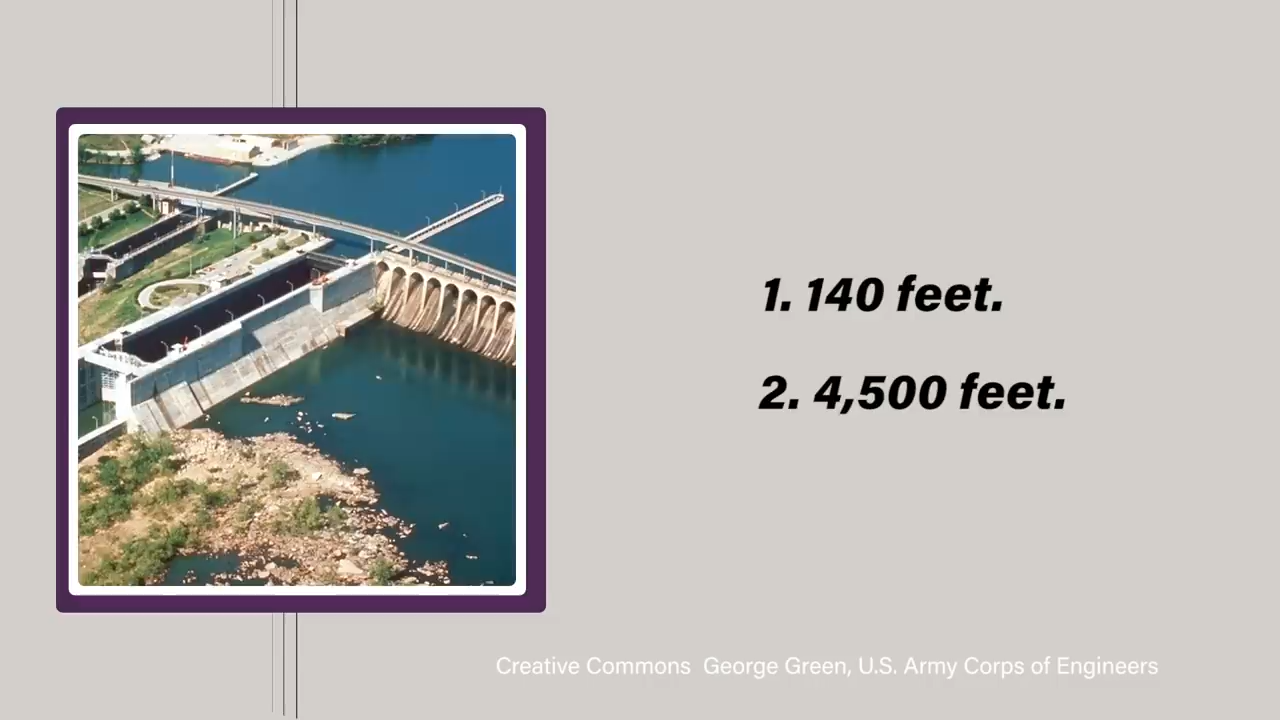 1. 140 feet.
2. 4,500 feet.
Creative Commons George Green, U.S. Army Corps of Engineers